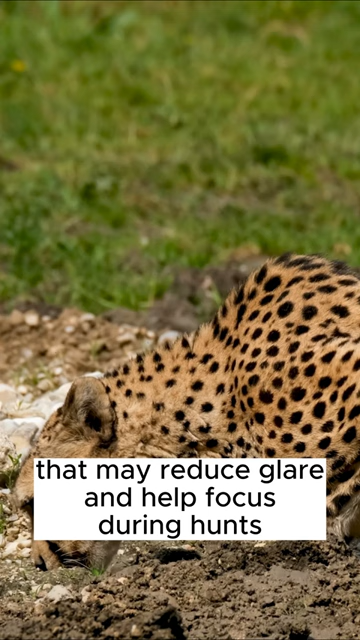 that may reduce glare
and help focus
during hunts